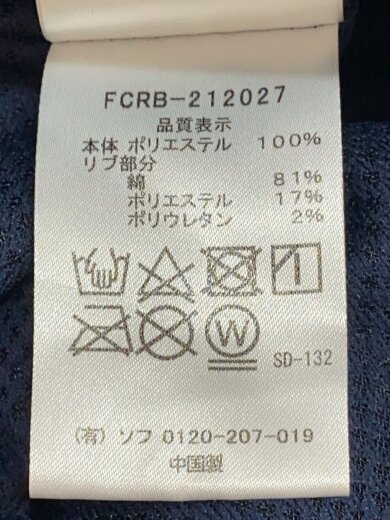 FCRB-212027
品質表示
本体 ポリエステル 100%
リブ部分
綿 81%
ポリエステル 17%
ポリウレタン 2%
W
SD-132
(有) ソフ 0120-207-019
中国製